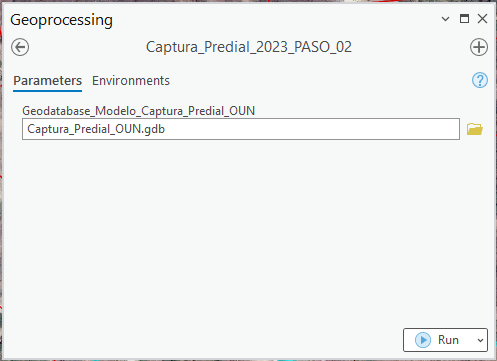 Geoprocessing
Captura_Predial_2023_PASO_02
Parameters Environments
Geodatabase_Modelo_Captura_Predial_OUN
Captura_Predial_OUN.gdb
Run